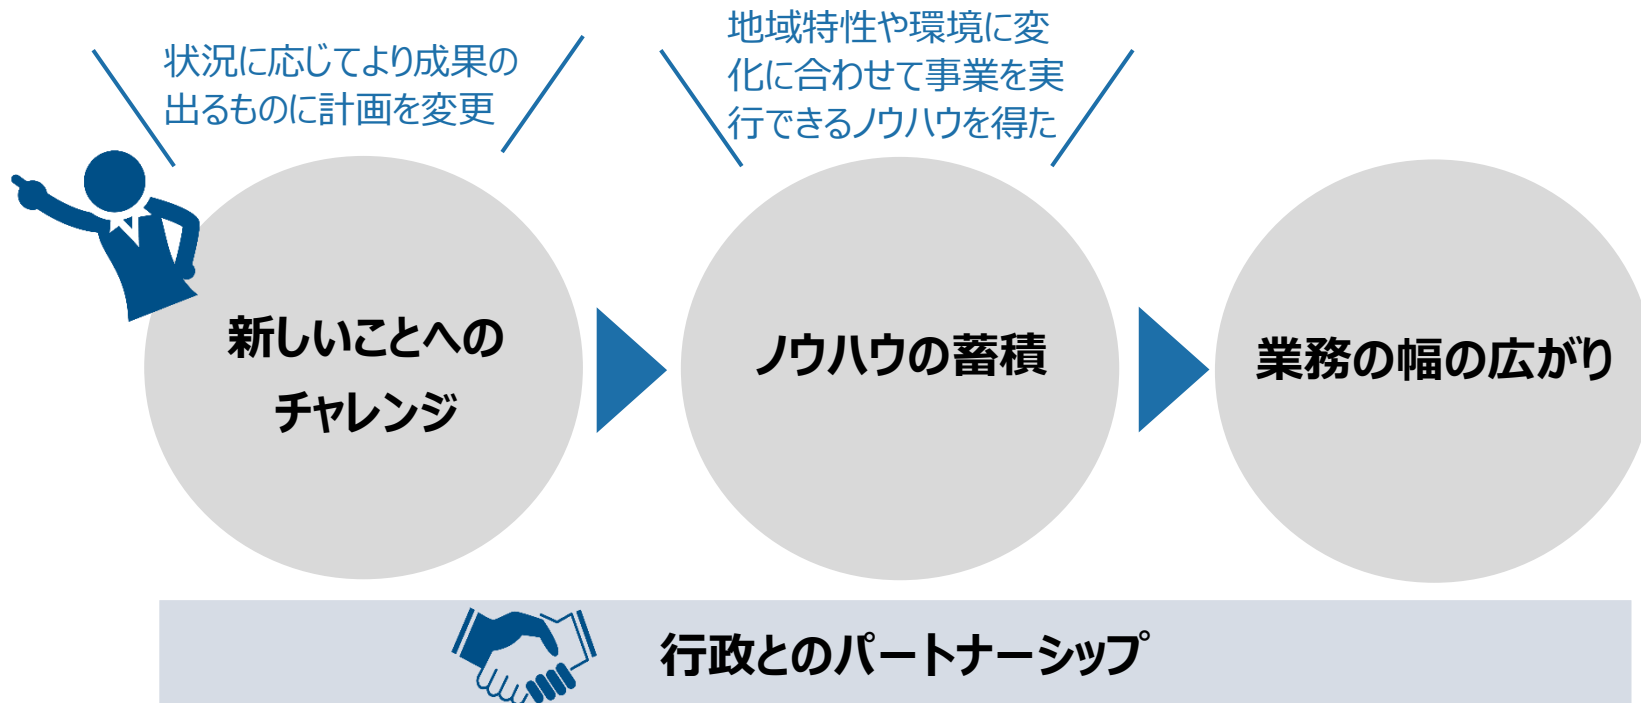 状況に応じてより成果の
出るものに計画を変更
地域特性や環境に変
化に合わせて事業を実
行できるノウハウを得た
新しいことへの
チャレンジ
ノウハウの蓄積
業務の幅の広がり
行政とのパートナーシップ